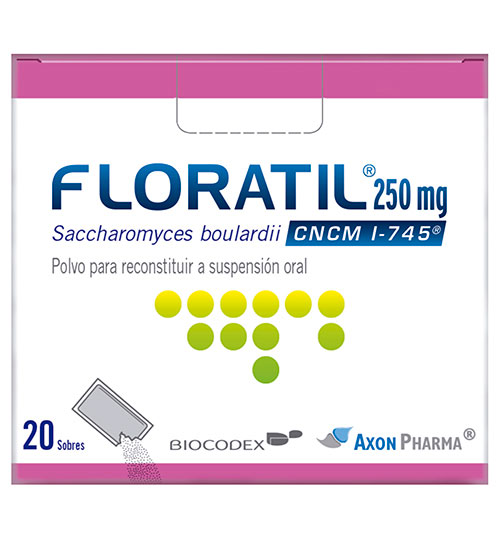 FLORATIL® 250 mg
Saccharomyces boulardii CNCM I-745®
Polvo para reconstituir a suspensión oral
20 Sobres
BIOCODEX
AXON PHARMA®